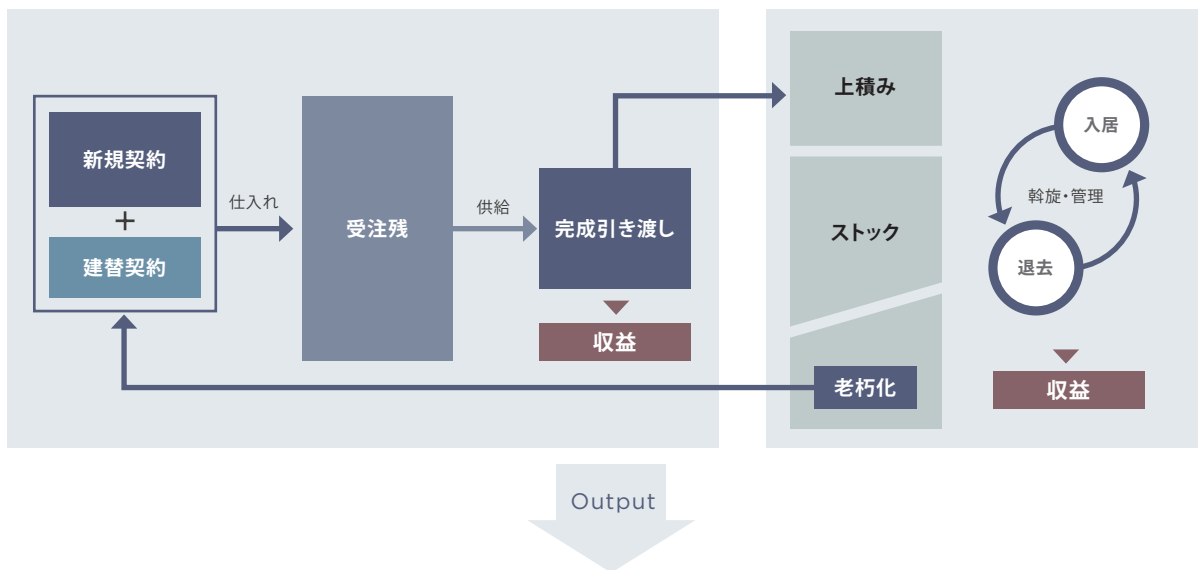 新規契約
+
建替契約
仕入れ
受注残
供給
完成引き渡し
収益
上積み
ストック
老朽化
入居
斡旋・管理
退去
収益
Output